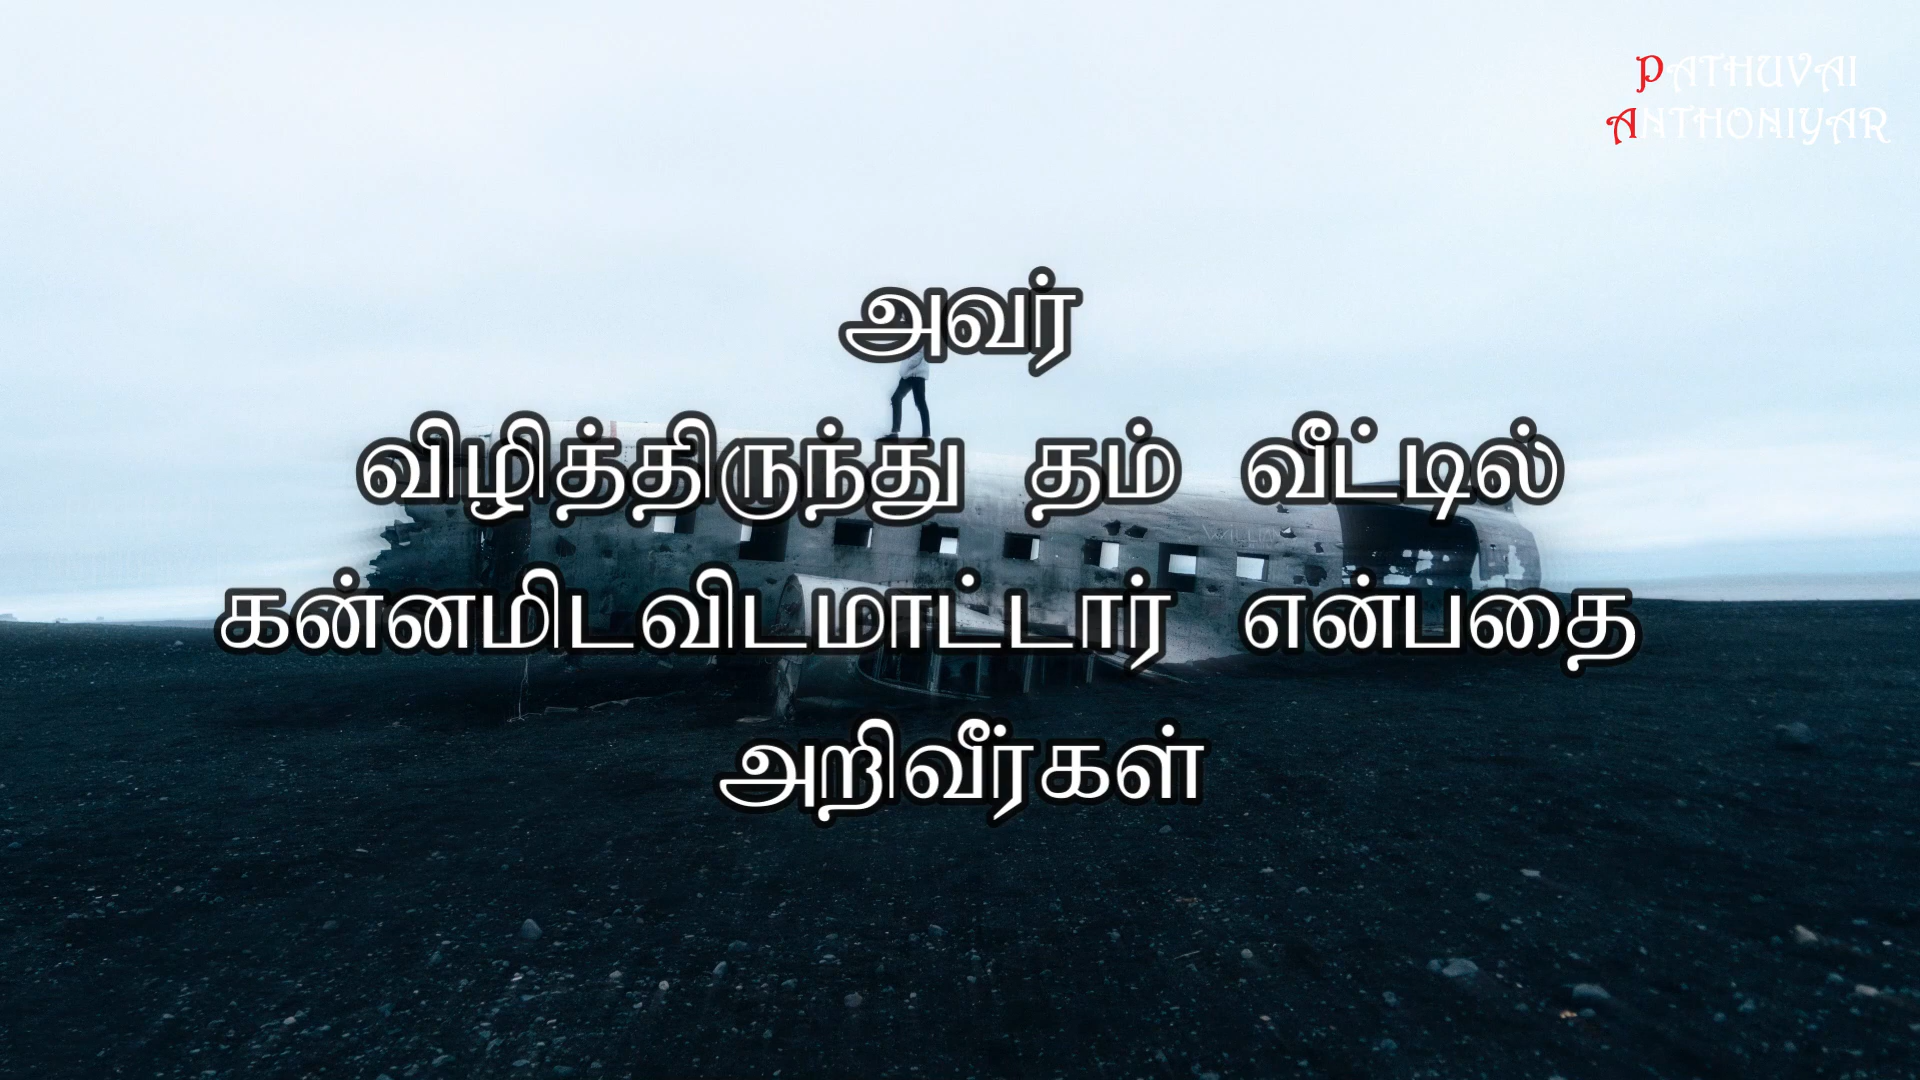 PATHUVAI
ANTHONIYAR
அவர்
விழித்திருந்து தம் வீட்டில்
கன்னமிடவிடமாட்டார் என்பதை
அறிவீர்கள்